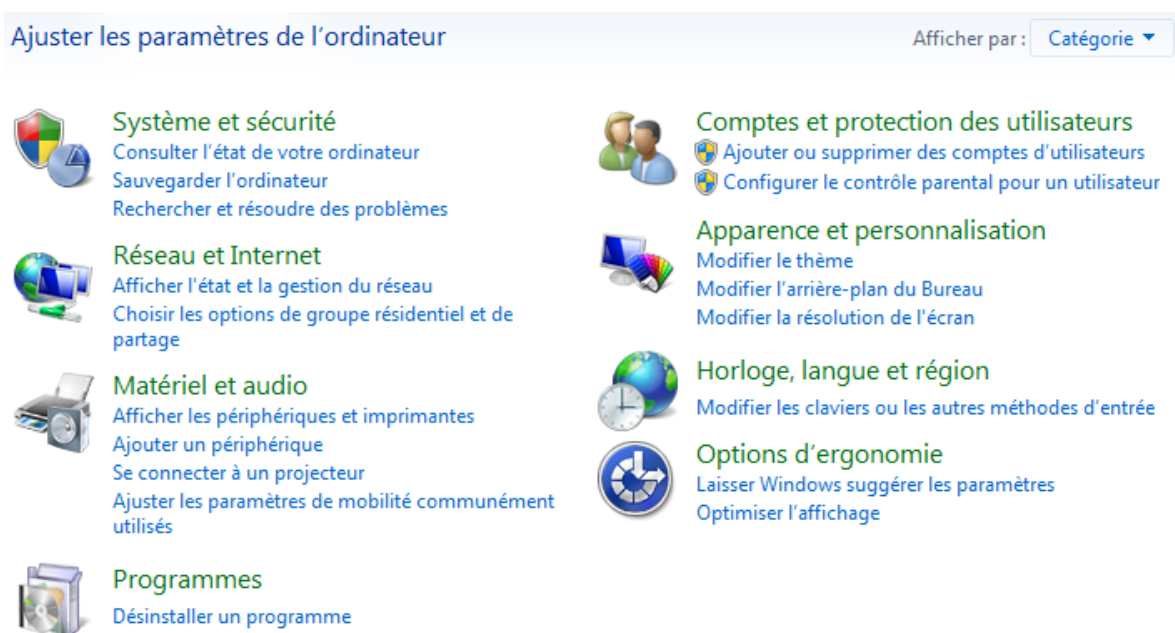 Ajuster les paramètres de l’ordinateur
Afficher par : Catégorie
Système et sécurité
Consulter l’état de votre ordinateur
Sauvegarder l’ordinateur
Rechercher et résoudre des problèmes
Réseau et Internet
Afficher l'état et la gestion du réseau
Choisir les options de groupe résidentiel et de
partage
Matériel et audio
Afficher les périphériques et imprimantes
Ajouter un périphérique
Se connecter à un projecteur
Ajuster les paramètres de mobilité communément
utilisés
Programmes
Désinstaller un programme
Comptes et protection des utilisateurs
Ajouter ou supprimer des comptes d’utilisateurs
Configurer le contrôle parental pour un utilisateur
Apparence et personnalisation
Modifier le thème
Modifier l’arrière-plan du Bureau
Modifier la résolution de l'écran
Horloge, langue et région
Modifier les claviers ou les autres méthodes d’entrée
Options d’ergonomie
Laisser Windows suggérer les paramètres
Optimiser l’affichage